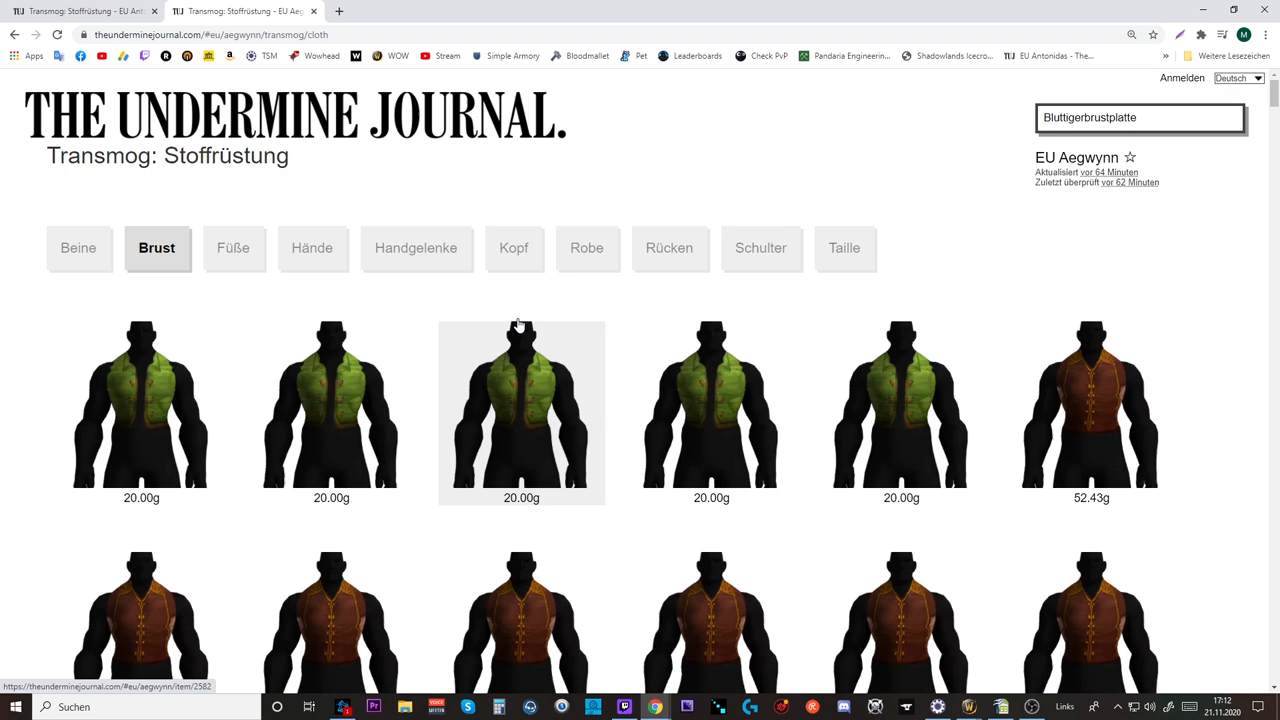 Transmog: Stoffrüstung - EU Ant
Transmog: Stoffrüstung - EU Aeg
theunderminejournal.com/#eu/aegwynn/transmog/cloth
Apps
TSM
Wowhead
WOW
Stream
Simple Armory
Bloodmallet
Pet
Leaderboards
Check PvP
Pandaria Engineerin...
Shadowlands Icecro...
EU Antonidas - The...
»
Weitere Lesezeichen
Anmelden
Deutsch
THE UNDERMINE JOURNAL.
Transmog: Stoffrüstung
Bluttigerbrustplatte
EU Aegwynn ☆
Aktualisiert vor 64 Minuten
Zuletzt überprüft vor 62 Minuten
Beine
Brust
Füße
Hände
Handgelenke
Kopf
Robe
Rücken
Schulter
Taille
20.00g
20.00g
20.00g
20.00g
20.00g
52.43g
https://theunderminejournal.com/#eu/aegwynn/item/2582
Suchen
Links
17:12
21.11.2020